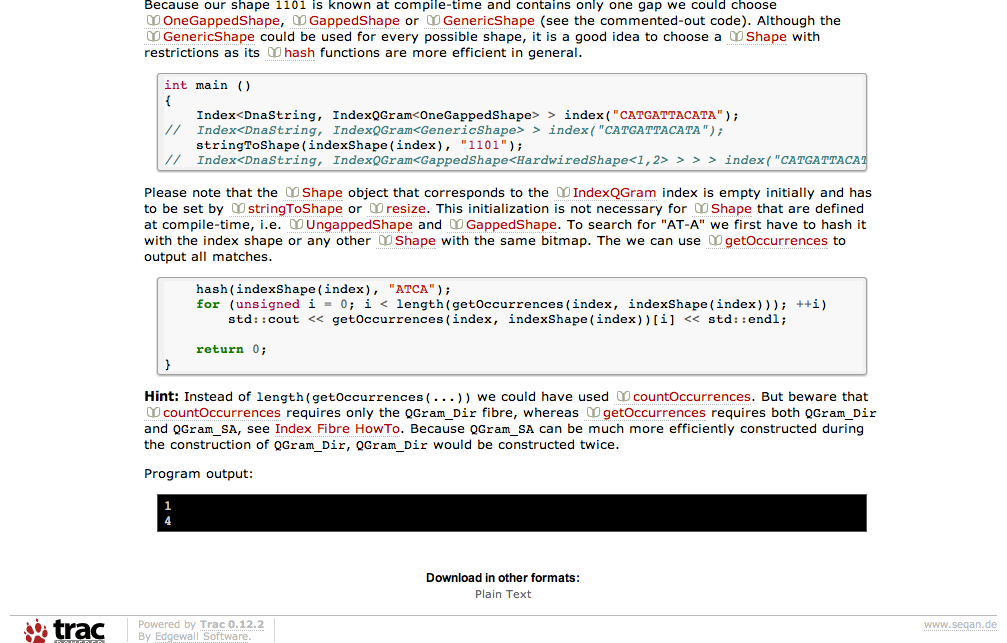 Because our shape 1101 is known at compile-time and contains only one gap we could choose
OneGappedShape, GappedShape or GenericShape (see the commented-out code). Although the
GenericShape could be used for every possible shape, it is a good idea to choose a Shape with
restrictions as its hash functions are more efficient in general.
int main ()
{
    Index<DnaString, IndexQGram<OneGappedShape> > index("CATGATTACATA");
//  Index<DnaString, IndexQGram<GenericShape> > index("CATGATTACATA");
    stringToShape(indexShape(index), "1101");
//  Index<DnaString, IndexQGram<GappedShape<HardwiredShape<1,2> > > > index("CATGATTACAT
Please note that the Shape object that corresponds to the IndexQGram index is empty initially and has
to be set by stringToShape or resize. This initialization is not necessary for Shape that are defined
at compile-time, i.e. UngappedShape and GappedShape. To search for "AT-A" we first have to hash it
with the index shape or any other Shape with the same bitmap. The we can use getOccurrences to
output all matches.
    hash(indexShape(index), "ATCA");
    for (unsigned i = 0; i < length(getOccurrences(index, indexShape(index))); ++i)
        std::cout << getOccurrences(index, indexShape(index))[i] << std::endl;
    return 0;
}
Hint: Instead of length(getOccurrences(...)) we could have used countOccurrences. But beware that
countOccurrences requires only the QGram_Dir fibre, whereas getOccurrences requires both QGram_Dir
and QGram_SA, see Index Fibre HowTo. Because QGram_SA can be much more efficiently constructed during
the construction of QGram_Dir, QGram_Dir would be constructed twice.
Program output:
1
4
Download in other formats:
Plain Text
trac
Powered by Trac 0.12.2
By Edgewall Software.
www.seqan.de